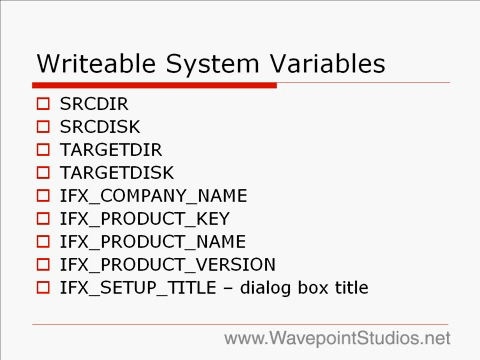 Writeable System Variables
SRCDIR
SRCDISK
TARGETDIR
TARGETDISK
IFX_COMPANY_NAME
IFX_PRODUCT_KEY
IFX_PRODUCT_NAME
IFX_PRODUCT_VERSION
IFX_SETUP_TITLE – dialog box title
www.WavepointStudios.net